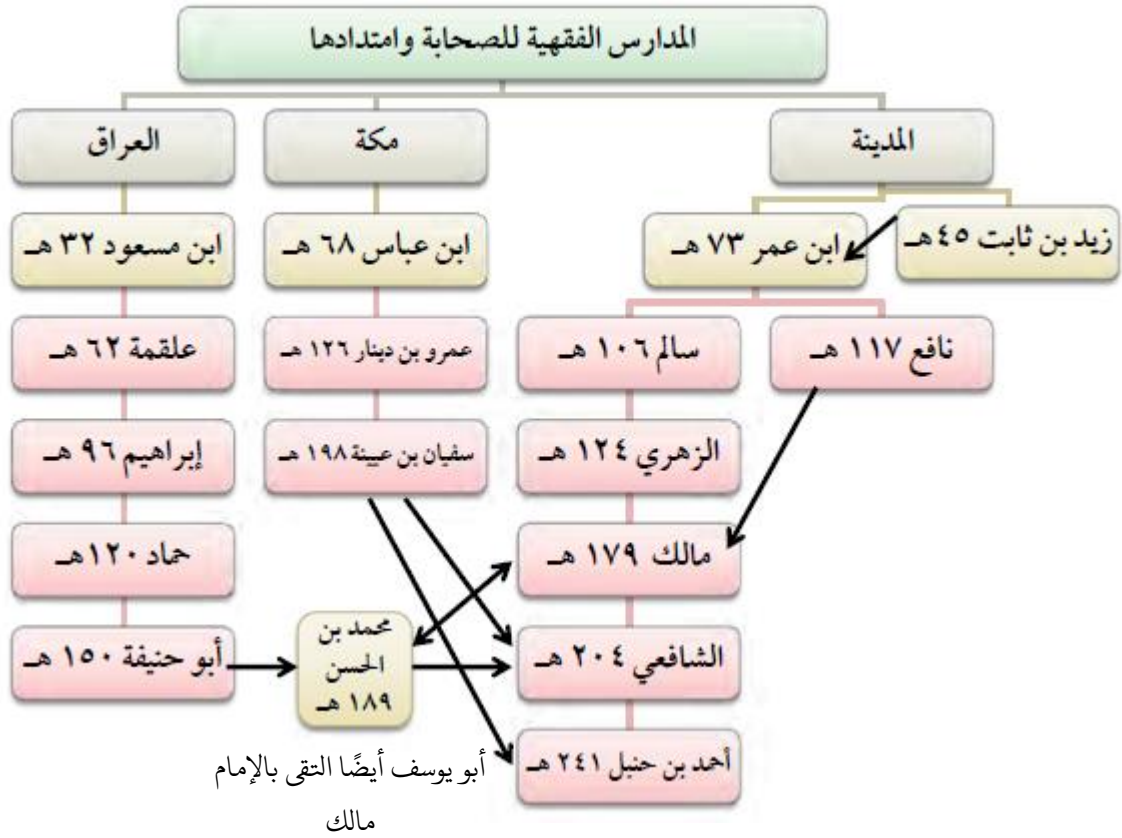 المدارس الفقهية للصحابة وامتدادها
المدينة
مكة
العراق
زيد بن ثابت ٤٥هـ
ابن عمر ٧٣ هـ
ابن عباس ٦٨ هـ
ابن مسعود ٣٢ هـ
نافع ١١٧ هـ
سالم ١٠٦ هـ
عمرو بن دينار ١٢٦ هـ
علقمة ٦٢ هـ
الزهري ١٢٤ هـ
سفيان بن عيينة ١٩٨ هـ
إبراهيم ٩٦ هـ
مالك ١٧٩ هـ
حماد ١٢٠هـ
الشافعي ٢٠٤ هـ
محمد بن
الحسن
١٨٩ هـ
أبو حنيفة ١٥٠ هـ
أحمد بن حنبل ٢٤١ هـ
أبو يوسف أيضًا التقى بالإمام
مالك